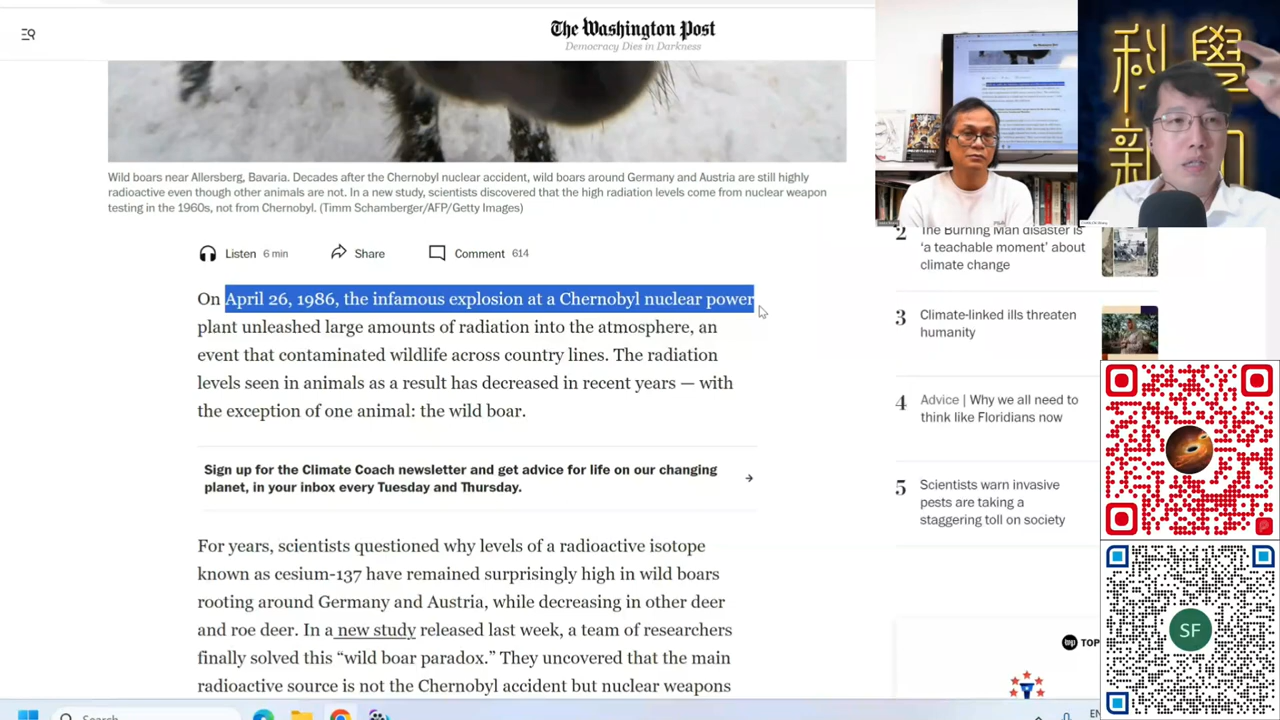 The Washington Post
Democracy Dies in Darkness
科學
新
Wild boars near Allersberg, Bavaria. Decades after the Chernobyl nuclear accident, wild boars around Germany and Austria are still highly
radioactive even though other animals are not. In a new study, scientists discovered that the high radiation levels come from nuclear weapon
testing in the 1960s, not from Chernobyl. (Timm Schamberger/AFP/Getty Images)
Listen 6 min
Share
Comment 614
On April 26, 1986, the infamous explosion at a Chernobyl nuclear power
plant unleashed large amounts of radiation into the atmosphere, an
event that contaminated wildlife across country lines. The radiation
levels seen in animals as a result has decreased in recent years — with
the exception of one animal: the wild boar.
Sign up for the Climate Coach newsletter and get advice for life on our changing
planet, in your inbox every Tuesday and Thursday.
For years, scientists questioned why levels of a radioactive isotope
known as cesium-137 have remained surprisingly high in wild boars
rooting around Germany and Austria, while decreasing in other deer
and roe deer. In a new study released last week, a team of researchers
finally solved this “wild boar paradox.” They uncovered that the main
radioactive source is not the Chernobyl accident but nuclear weapons
2
The Burning Man disaster is
‘a teachable moment’ about
climate change
3
Climate-linked ills threaten
humanity
4
Advice | Why we all need to
think like Floridians now
5
Scientists warn invasive
pests are taking a
staggering toll on society
wp TOP
SF
Search
EN